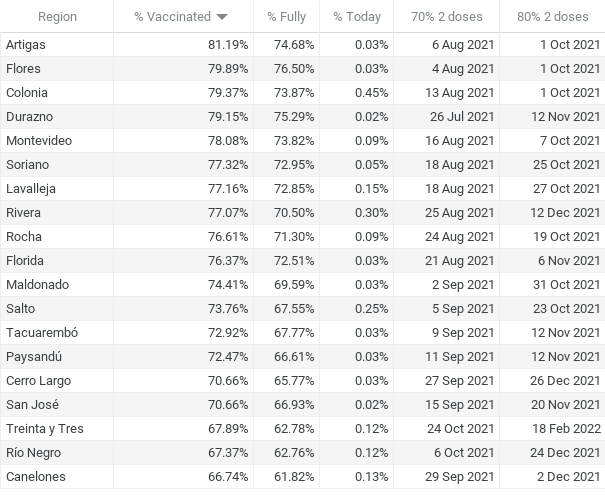 Region % Vaccinated % Fully % Today 70% 2 doses 80% 2 doses
Artigas 81.19% 74.68% 0.03% 6 Aug 2021 1 Oct 2021
Flores 79.89% 76.50% 0.03% 4 Aug 2021 1 Oct 2021
Colonia 79.37% 73.87% 0.45% 13 Aug 2021 1 Oct 2021
Durazno 79.15% 75.29% 0.02% 26 Jul 2021 12 Nov 2021
Montevideo 78.08% 73.82% 0.09% 16 Aug 2021 7 Oct 2021
Soriano 77.32% 72.95% 0.05% 18 Aug 2021 25 Oct 2021
Lavalleja 77.16% 72.85% 0.15% 18 Aug 2021 27 Oct 2021
Rivera 77.07% 70.50% 0.30% 25 Aug 2021 12 Dec 2021
Rocha 76.61% 71.30% 0.09% 24 Aug 2021 19 Oct 2021
Florida 76.37% 72.51% 0.03% 21 Aug 2021 6 Nov 2021
Maldonado 74.41% 69.59% 0.03% 2 Sep 2021 31 Oct 2021
Salto 73.76% 67.55% 0.25% 5 Sep 2021 23 Oct 2021
Tacuarembó 72.92% 67.77% 0.03% 9 Sep 2021 12 Nov 2021
Paysandú 72.47% 66.61% 0.03% 11 Sep 2021 12 Nov 2021
Cerro Largo 70.66% 65.77% 0.03% 27 Sep 2021 26 Dec 2021
San José 70.66% 66.93% 0.02% 15 Sep 2021 20 Nov 2021
Treinta y Tres 67.89% 62.78% 0.12% 24 Oct 2021 18 Feb 2022
Río Negro 67.37% 62.76% 0.12% 6 Oct 2021 24 Dec 2021
Canelones 66.74% 61.82% 0.13% 29 Sep 2021 2 Dec 2021